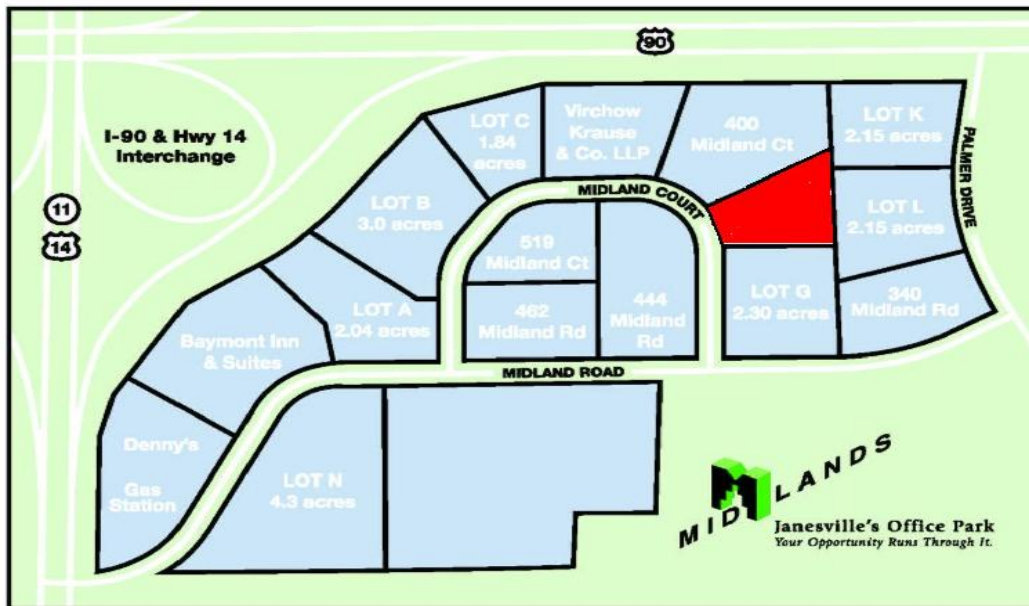 90
I-90 & Hwy 14
Interchange
11
14
LOT C
1.84
acres
Virchow
Krause
& Co. LLP
400
Midland Ct
LOT K
2.15 acres
PALMER DRIVE
LOT B
3.0 acres
MIDLAND COURT
LOT L
2.15 acres
519
Midland Ct
LOT A
2.04 acres
462
Midland Rd
444
Midland
Rd
LOT G
2.30 acres
340
Midland Rd
Baymont Inn
& Suites
MIDLAND ROAD
Denny's
Gas
Station
LOT N
4.3 acres
MIDLANDS
Janesville's Office Park
Your Opportunity Runs Through It.